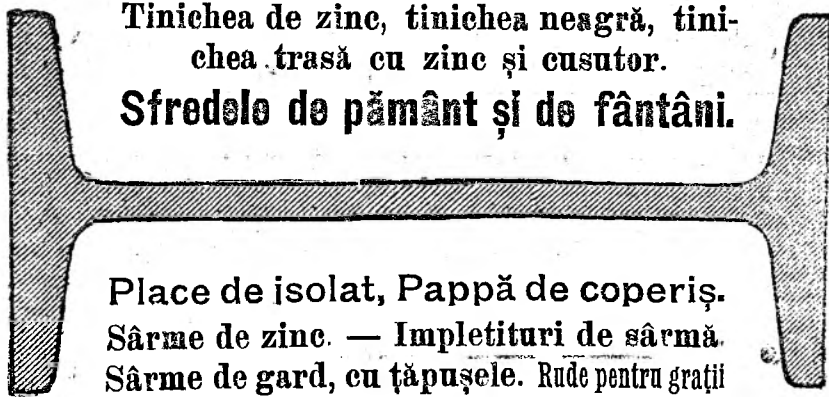 Tinichea de zinc, tinichea neagră, tini-
chea trasă cu zinc și cusutor.
Sfredele de pământ și de fântâni.
Place de isolat, Pappă de coperiș.
Sârme de zinc. — Impletituri de sârmă.
Sârme de gard, cu țăpușele. Rude pentru grații